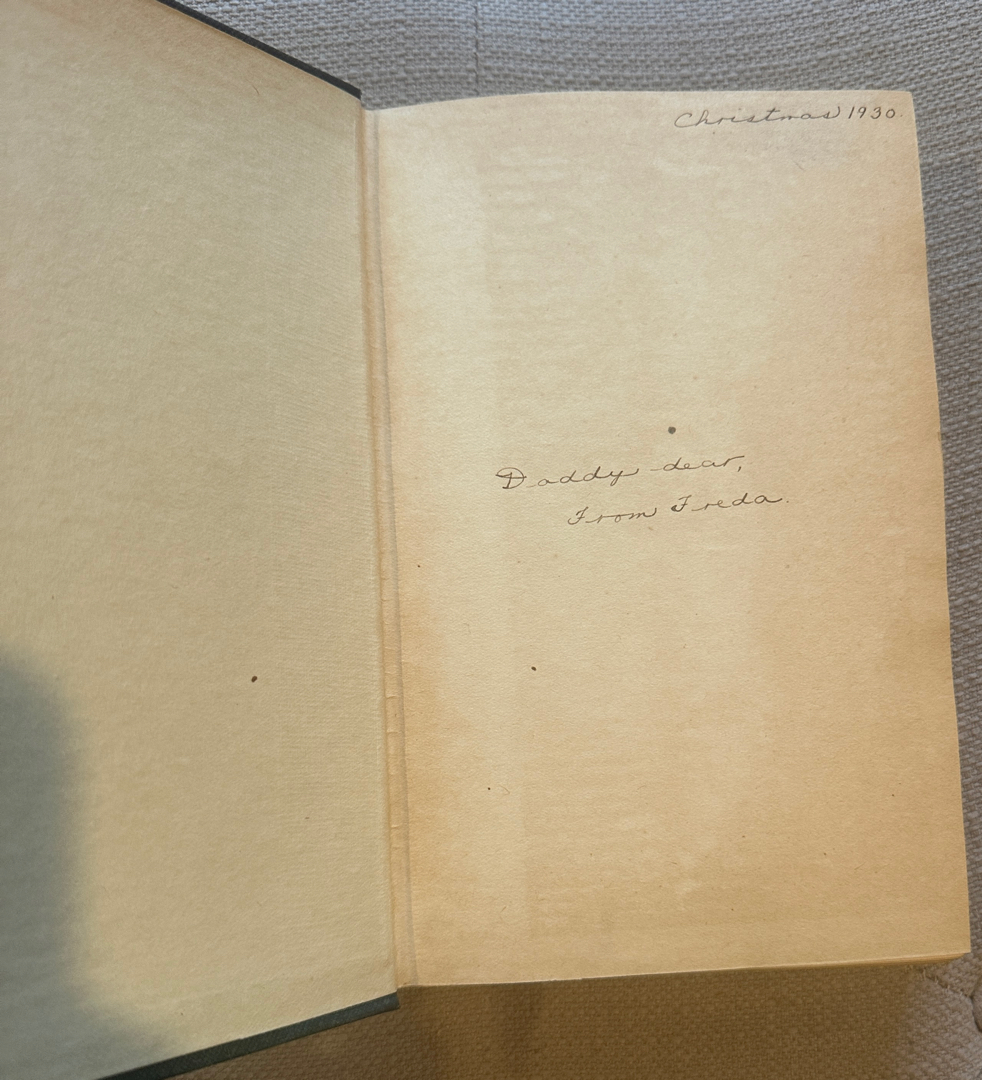 Christmas 1930.
Daddy dear,
From Freda.